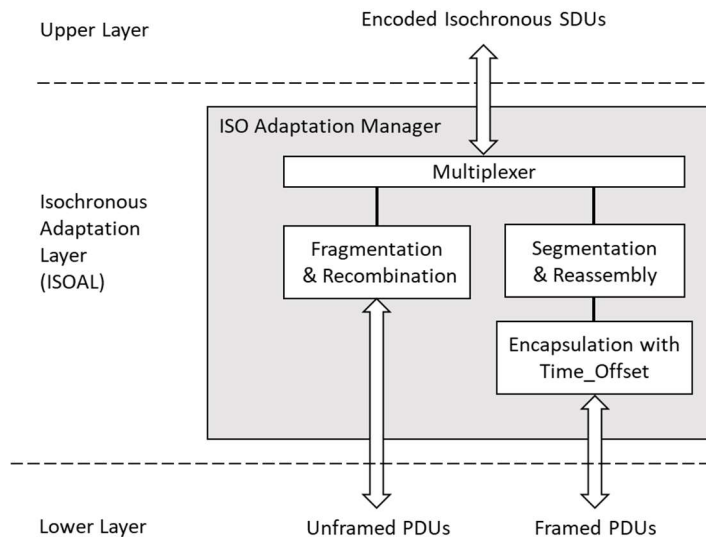 Upper Layer
Encoded Isochronous SDUs
ISO Adaptation Manager
Multiplexer
Isochronous
Adaptation
Layer
(ISOAL)
Fragmentation
& Recombination
Segmentation
& Reassembly
Encapsulation with
Time_Offset
Lower Layer
Unframed PDUs
Framed PDUs